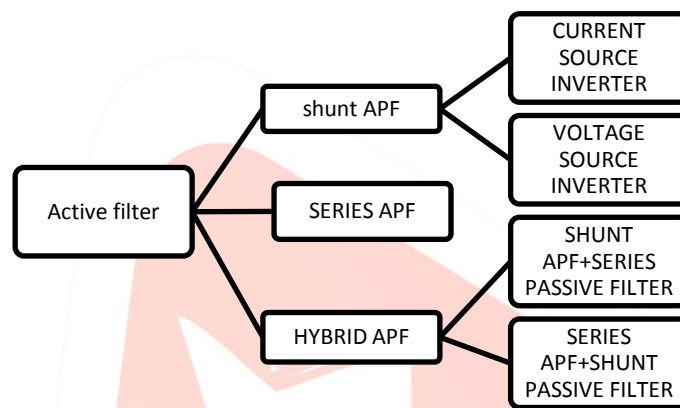 CURRENT
SOURCE
INVERTER
shunt APF
VOLTAGE
SOURCE
INVERTER
Active filter
SERIES APF
SHUNT
APF+SERIES
PASSIVE FILTER
HYBRID APF
SERIES
APF+SHUNT
PASSIVE FILTER